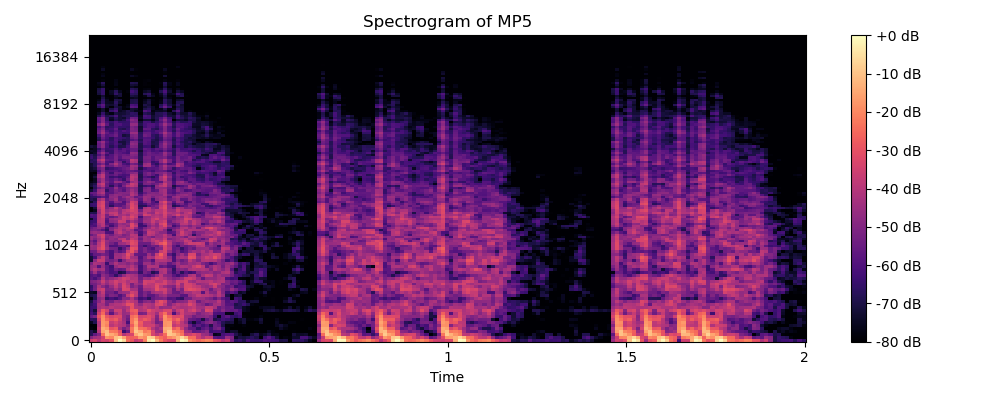 Spectrogram of MP5
Hz
16384
8192
4096
2048
1024
512
0
0
0.5
1
1.5
2
Time
+0 dB
-10 dB
-20 dB
-30 dB
-40 dB
-50 dB
-60 dB
-70 dB
-80 dB